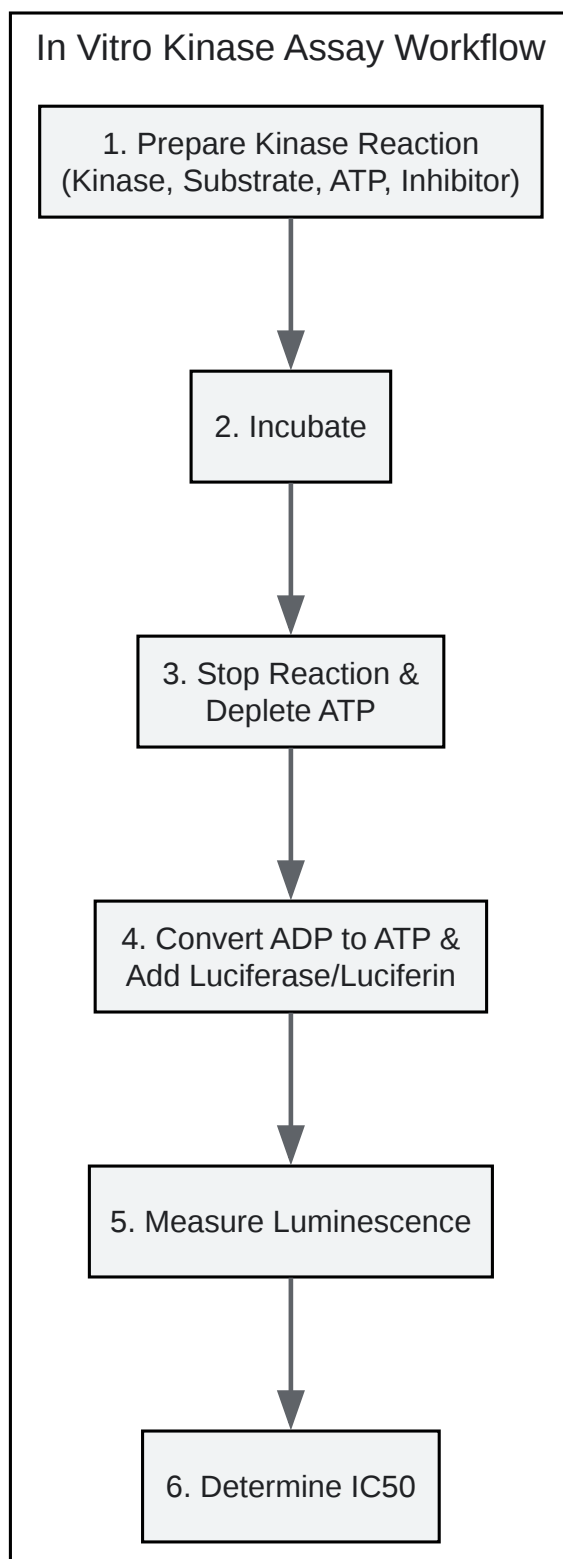 In Vitro Kinase Assay Workflow
1. Prepare Kinase Reaction
(Kinase, Substrate, ATP, Inhibitor)
2. Incubate
3. Stop Reaction &
Deplete ATP
4. Convert ADP to ATP &
Add Luciferase/Luciferin
5. Measure Luminescence
6. Determine IC50